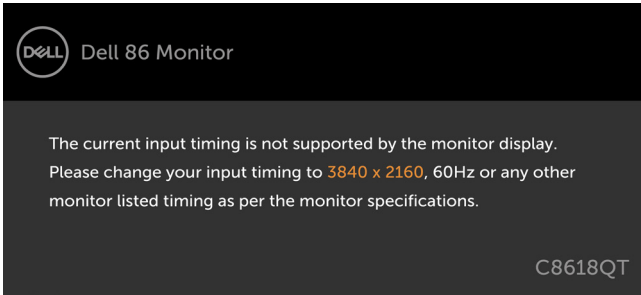 DELL Dell 86 Monitor
The current input timing is not supported by the monitor display.
Please change your input timing to 3840 x 2160, 60Hz or any other
monitor listed timing as per the monitor specifications.
C8618QT